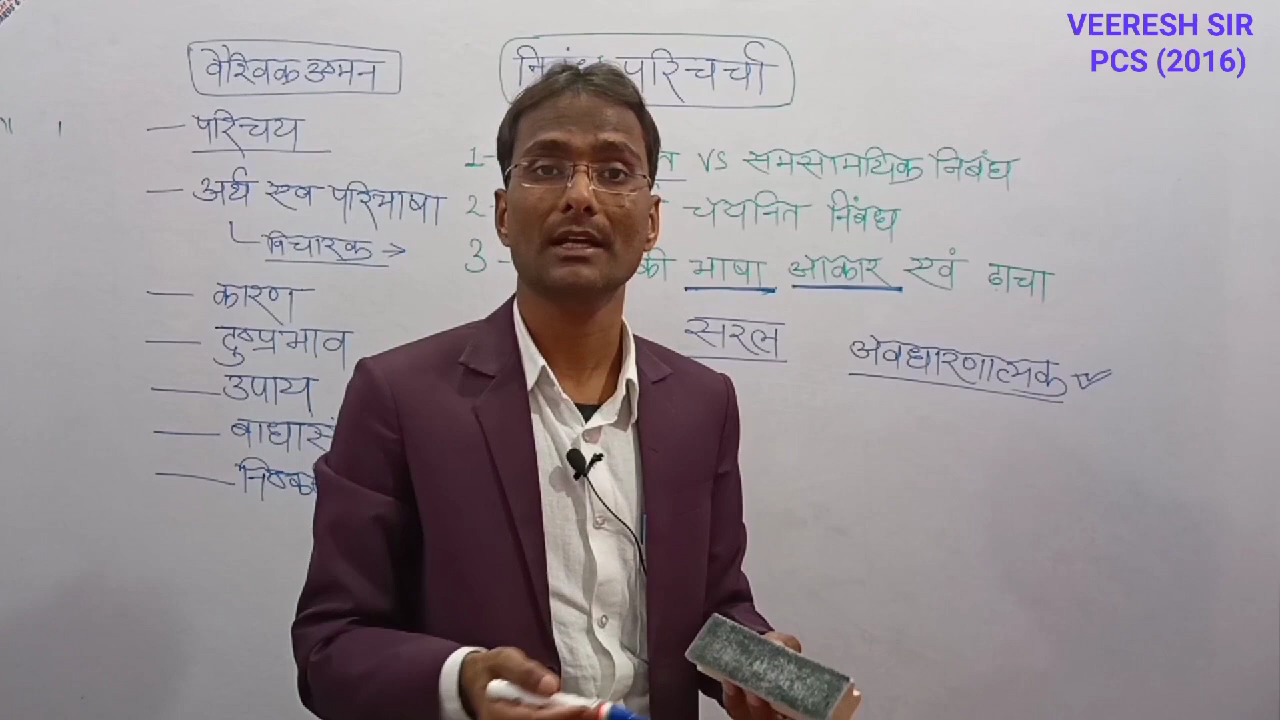 VEERESH SIR
PCS (2016)
वैश्विक उष्मन
— परिचय
— अर्थ एवं परिभाषा
विचारक →
— कारण
— दुष्प्रभाव
— उपाय
— बाधासं
— निष्क
निबंध परिचर्चा
1- त VS समसामयिक निबंध
2- चयनित निबंध
3- की भाषा आकार एवं ढाचा
सरल
अवधारणात्मक